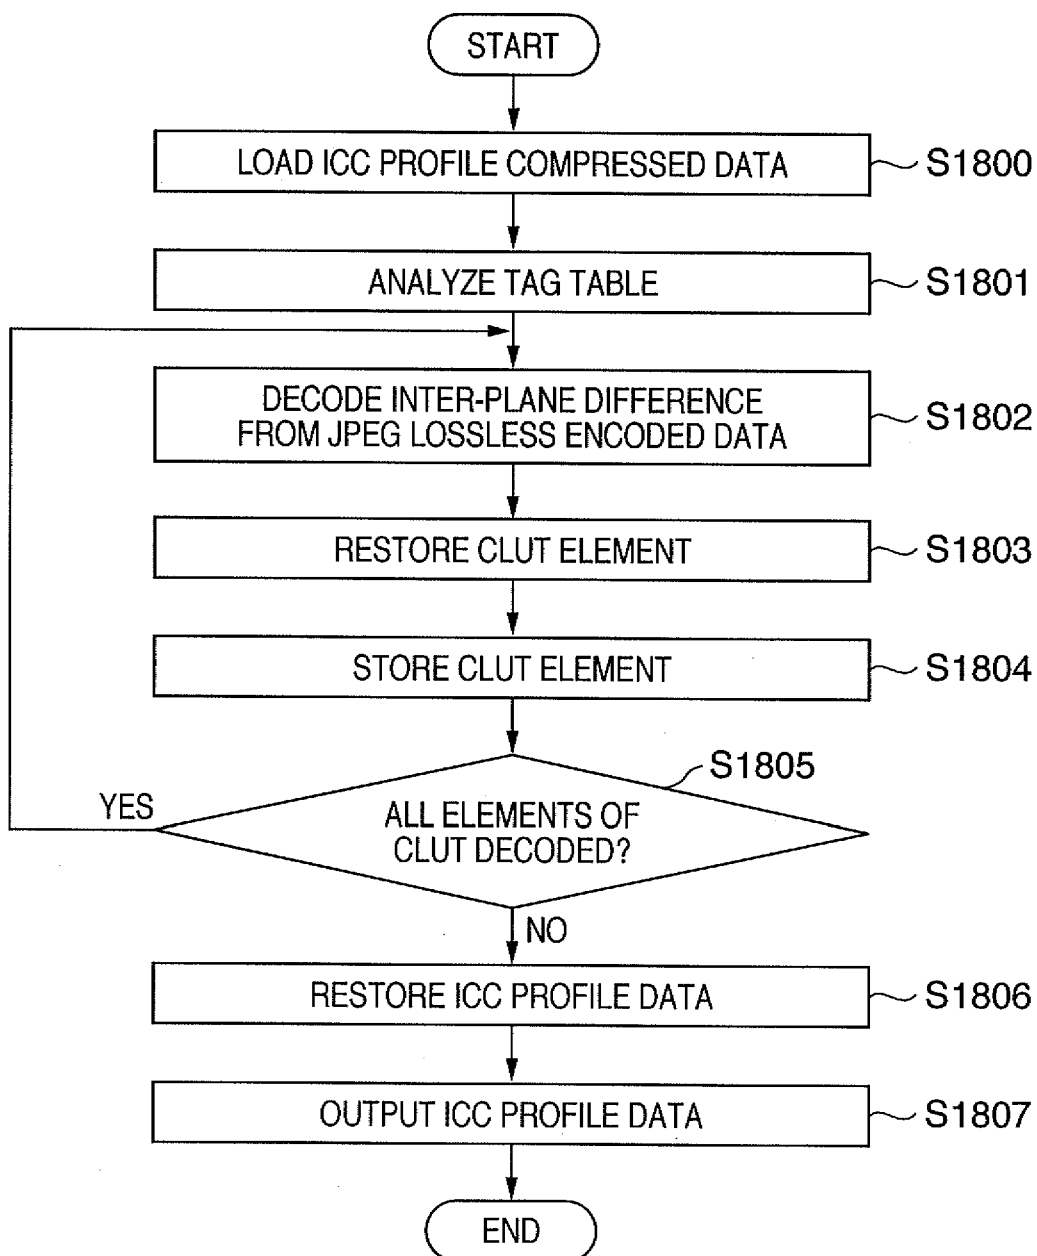 START
LOAD ICC PROFILE COMPRESSED DATA
S1800
ANALYZE TAG TABLE
S1801
DECODE INTER-PLANE DIFFERENCE
FROM JPEG LOSSLESS ENCODED DATA
S1802
RESTORE CLUT ELEMENT
S1803
STORE CLUT ELEMENT
S1804
S1805
YES
ALL ELEMENTS OF
CLUT DECODED?
NO
RESTORE ICC PROFILE DATA
S1806
OUTPUT ICC PROFILE DATA
S1807
END